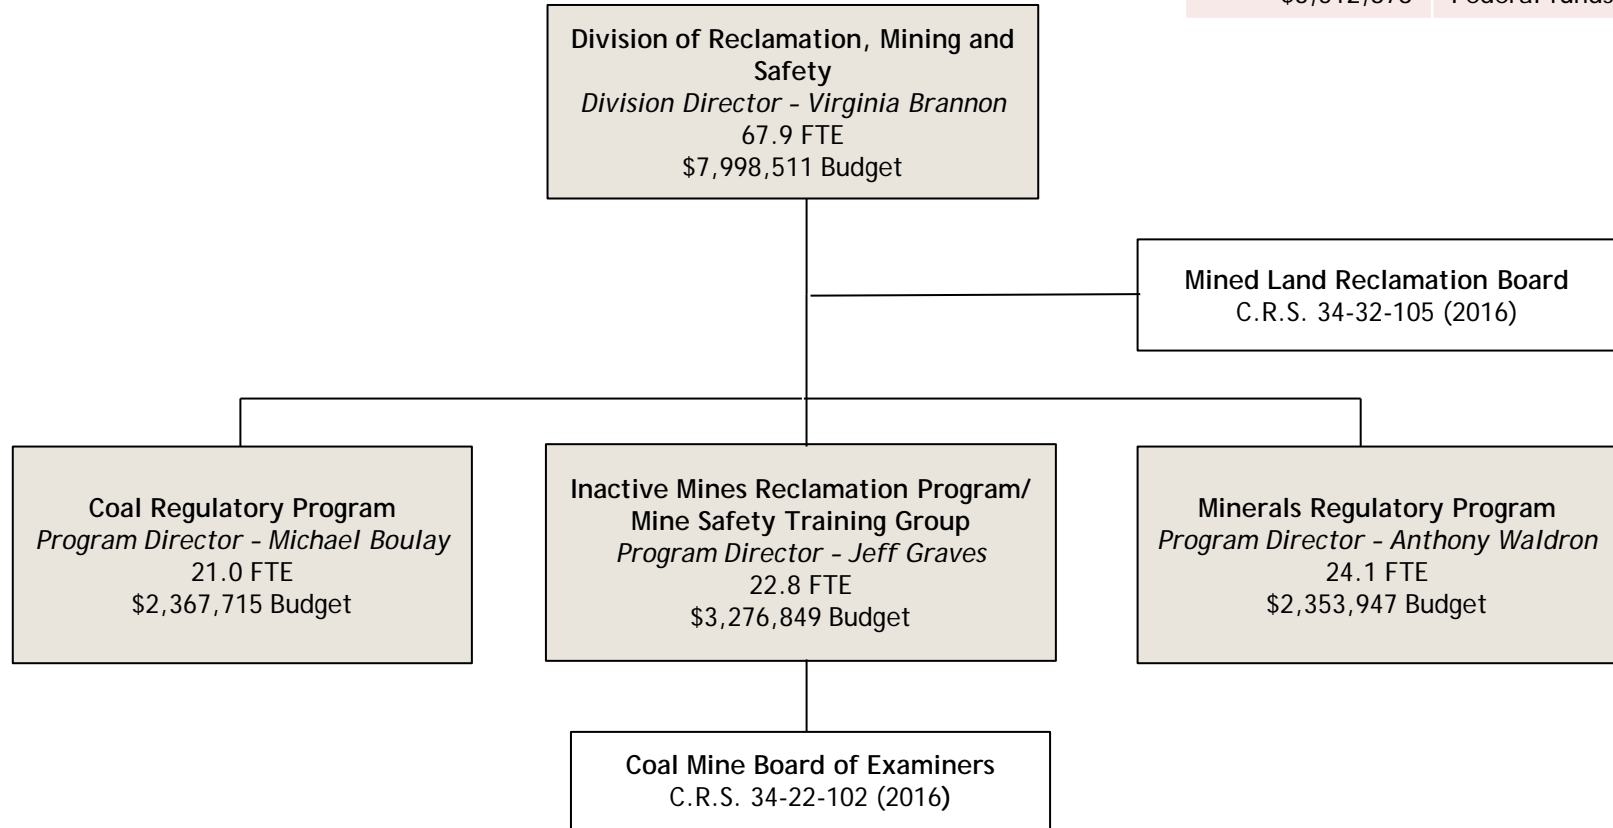 Federal funds
Division of Reclamation, Mining and
Safety
Division Director – Virginia Brannon
67.9 FTE
$7,998,511 Budget
Mined Land Reclamation Board
C.R.S. 34-32-105 (2016)
Coal Regulatory Program
Program Director – Michael Boulay
21.0 FTE
$2,367,715 Budget
Inactive Mines Reclamation Program/
Mine Safety Training Group
Program Director – Jeff Graves
22.8 FTE
$3,276,849 Budget
Minerals Regulatory Program
Program Director – Anthony Waldron
24.1 FTE
$2,353,947 Budget
Coal Mine Board of Examiners
C.R.S. 34-22-102 (2016)